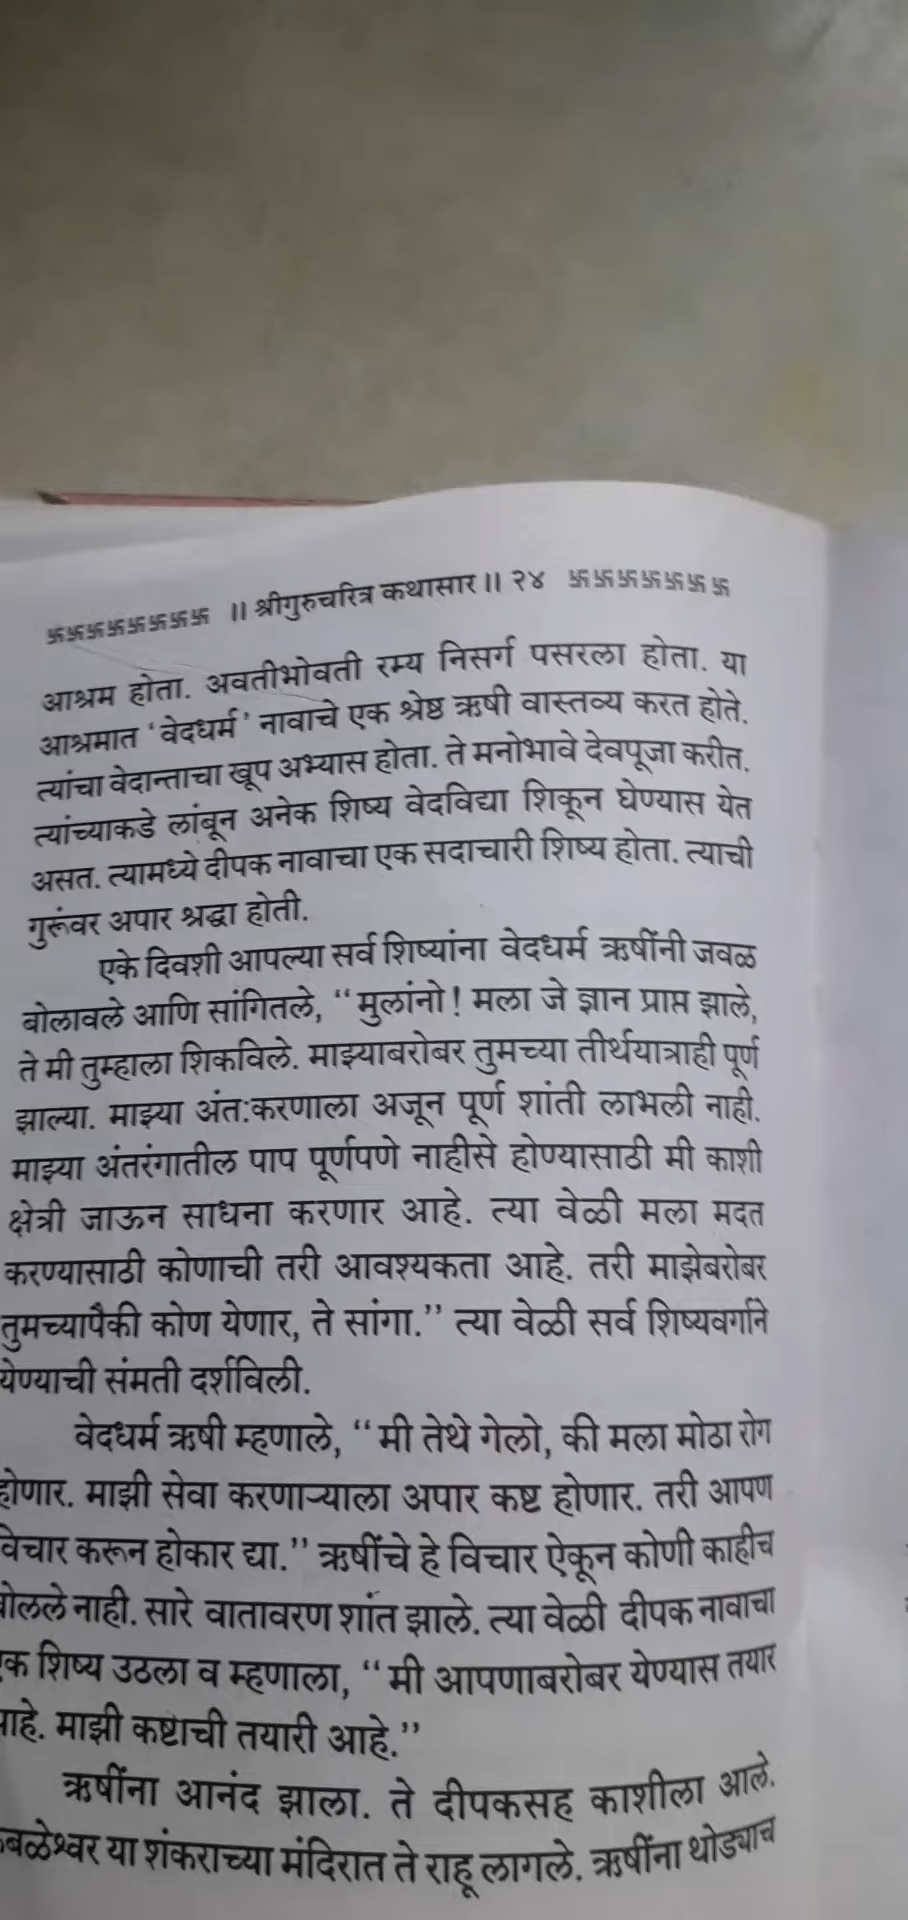 ॥ श्रीगुरुचरित्र कथासार॥ २४
आश्रम होता. अवतीभोवती रम्य निसर्ग पसरला होता. या
आश्रमात ‘वेदधर्म’ नावाचे एक श्रेष्ठ ऋषी वास्तव्य करत होते.
त्यांचा वेदान्ताचा खूप अभ्यास होता. ते मनोभावे देवपूजा करीत.
त्यांच्याकडे लांबून अनेक शिष्य वेदविद्या शिकून घेण्यास येत
असत. त्यामध्ये दीपक नावाचा एक सदाचारी शिष्य होता. त्याची
गुरूंवर अपार श्रद्धा होती.
एके दिवशी आपल्या सर्व शिष्यांना वेदधर्म ऋषींनी जवळ
बोलावले आणि सांगितले, “मुलांनो! मला जे ज्ञान प्राप्त झाले,
ते मी तुम्हाला शिकविले. माझ्याबरोबर तुमच्या तीर्थयात्राही पूर्ण
झाल्या. माझ्या अंत:करणाला अजून पूर्ण शांती लाभली नाही.
माझ्या अंतरंगातील पाप पूर्णपणे नाहीसे होण्यासाठी मी काशी
क्षेत्री जाऊन साधना करणार आहे. त्या वेळी मला मदत
करण्यासाठी कोणाची तरी आवश्यकता आहे. तरी माझेबरोबर
तुमच्यापैकी कोण येणार, ते सांगा.” त्या वेळी सर्व शिष्यवर्गाने
येण्याची संमती दर्शविली.
वेदधर्म ऋषी म्हणाले, “मी तेथे गेलो, की मला मोठा रोग
होणार. माझी सेवा करणाऱ्याला अपार कष्ट होणार. तरी आपण
विचार करून होकार द्या.” ऋषींचे हे विचार ऐकून कोणी काहीच
बोलले नाही. सारे वातावरण शांत झाले. त्या वेळी दीपक नावाचा
एक शिष्य उठला व म्हणाला, “मी आपणाबरोबर येण्यास तयार
आहे. माझी कष्टाची तयारी आहे.”
ऋषींना आनंद झाला. ते दीपकसह काशीला आले.
या शंकराच्या मंदिरात ते राहू लागले. ऋषींना थोड्याच